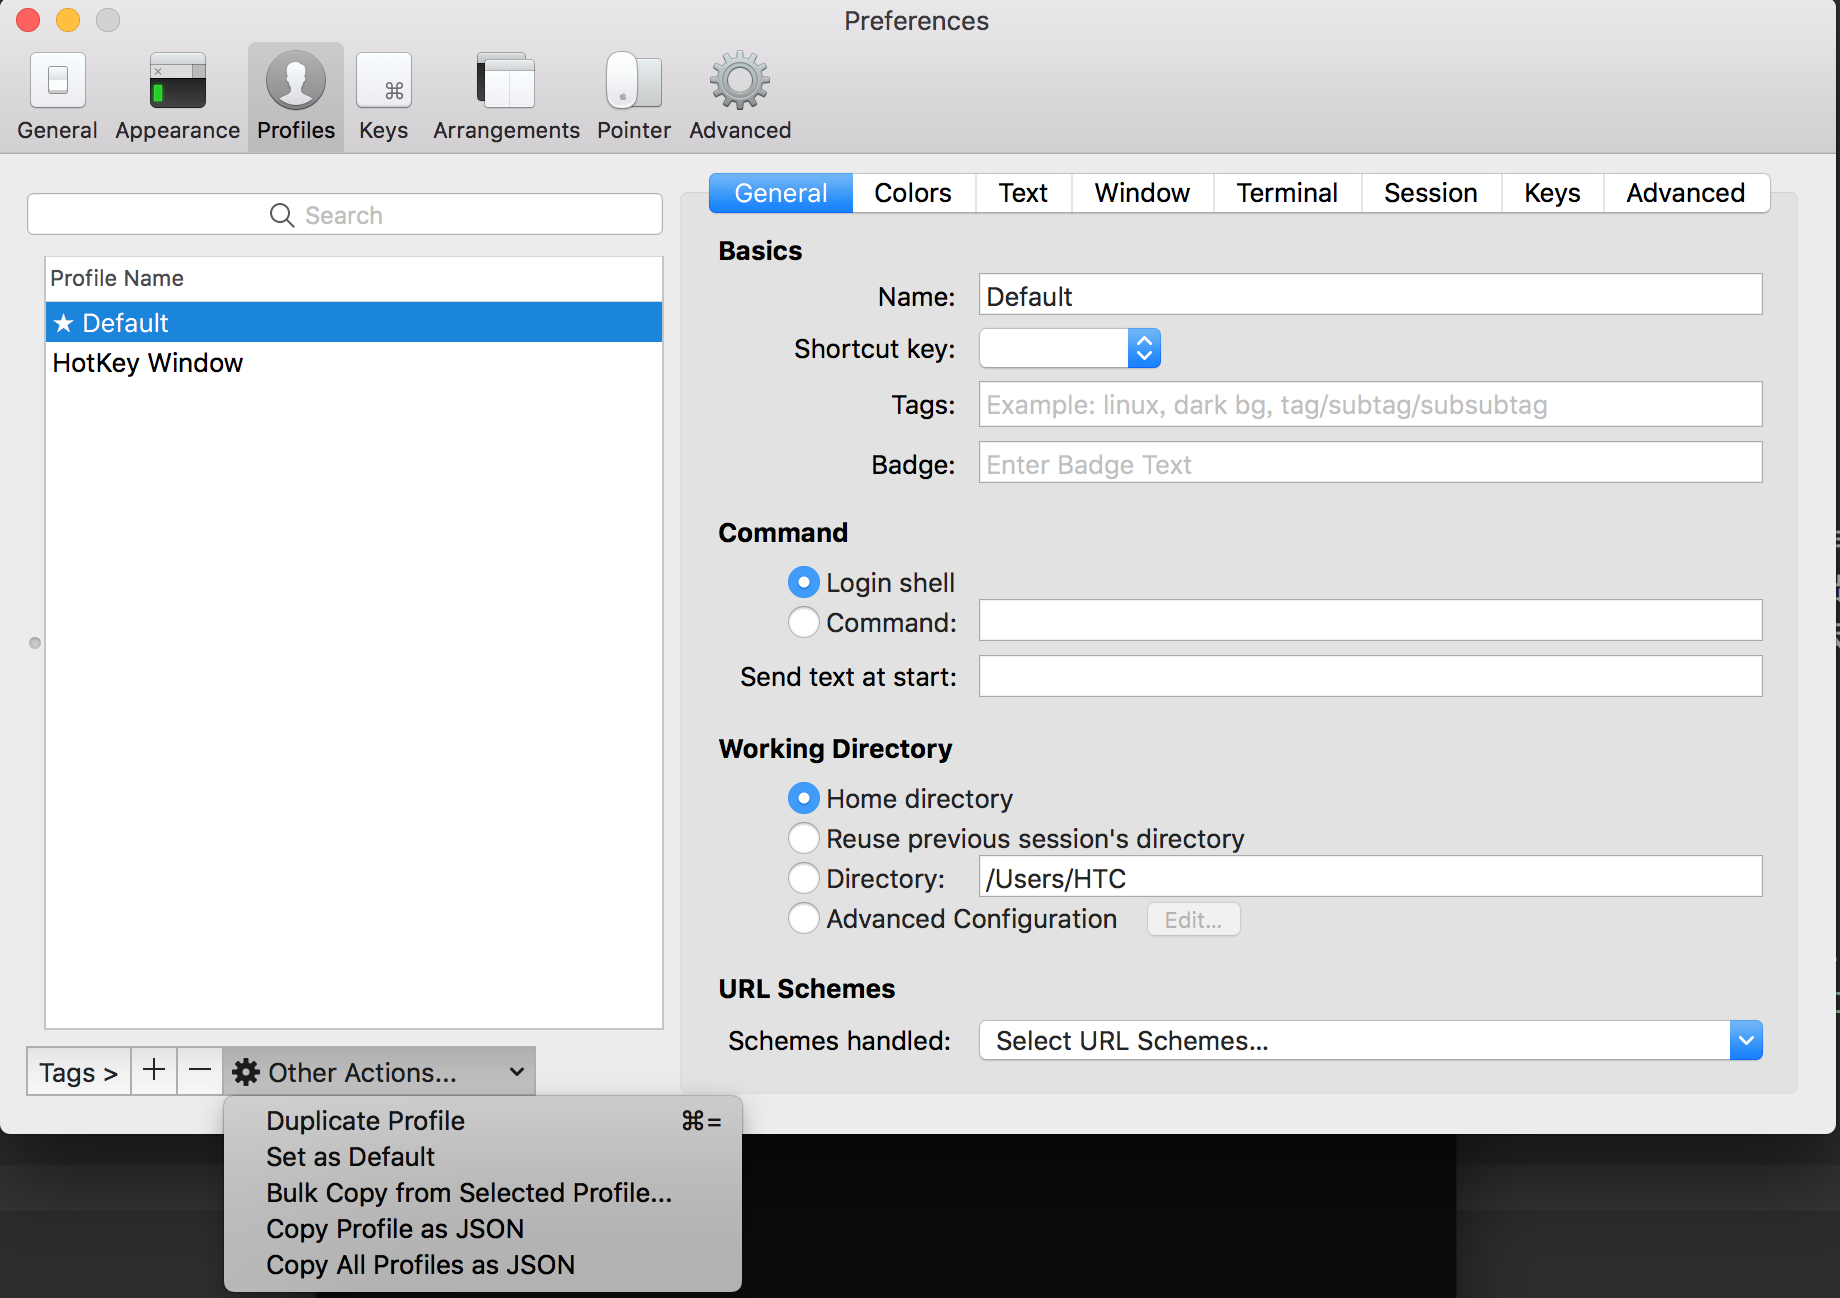 Preferences
General Appearance Profiles Keys Arrangements Pointer Advanced
Search
Profile Name
★ Default
HotKey Window
Tags > + − Other Actions...
Duplicate Profile ⌘=
Set as Default
Bulk Copy from Selected Profile...
Copy Profile as JSON
Copy All Profiles as JSON
General Colors Text Window Terminal Session Keys Advanced
Basics
Name: Default
Shortcut key:
Tags: Example: linux, dark bg, tag/subtag/subsubtag
Badge: Enter Badge Text
Command
Login shell
Command:
Send text at start:
Working Directory
Home directory
Reuse previous session's directory
Directory: /Users/HTC
Advanced Configuration Edit...
URL Schemes
Schemes handled: Select URL Schemes...